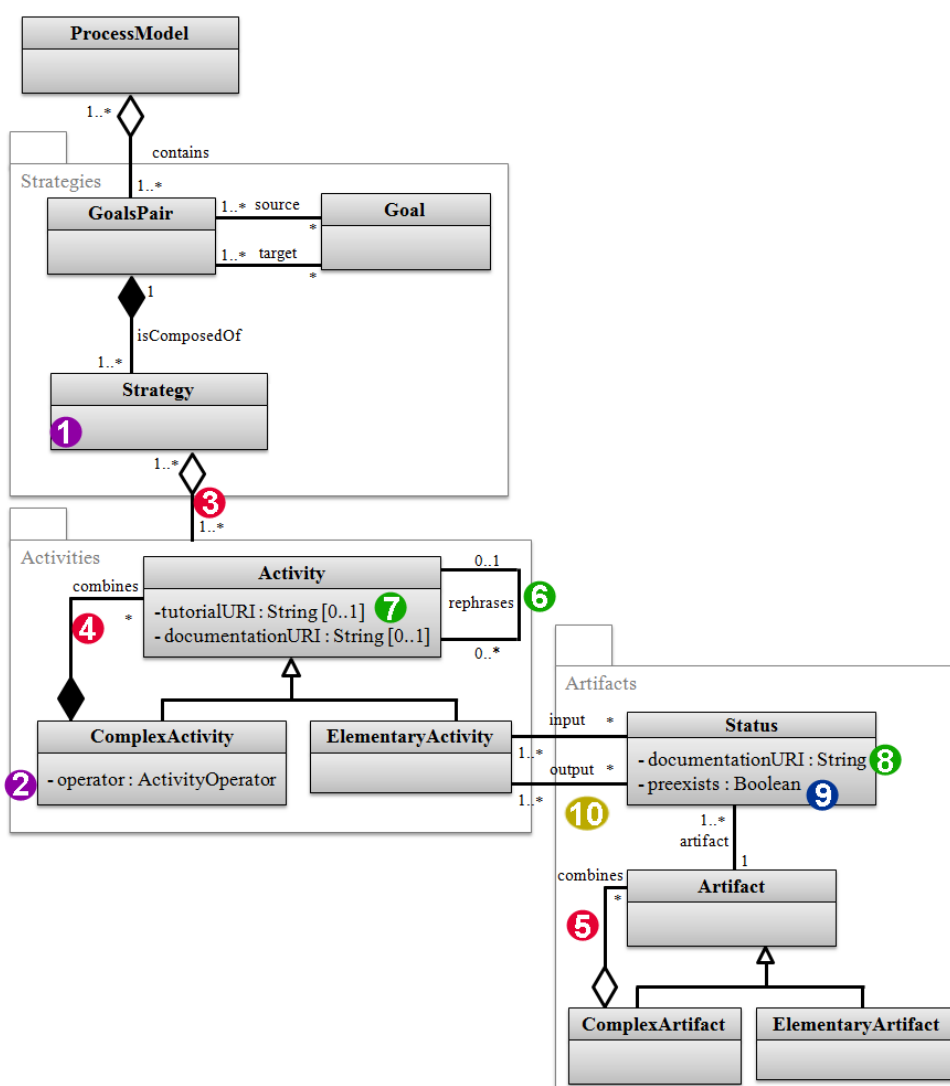 ProcessModel
1..*
contains
Strategies
1..*
GoalsPair
1..* source
*
Goal
1..* target
*
1
isComposedOf
1..*
Strategy
1
1..*
3
1..*
Activities
combines
*
4
Activity
-tutorialURI : String [0..1] 7
- documentationURI : String [0..1]
0..1
rephrases 6
0..*
ComplexActivity
2 - operator : ActivityOperator
ElementaryActivity
Artifacts
input *
1..*
output *
1..*
10
Status
- documentationURI : String 8
- preexists : Boolean 9
1..*
artifact
1
combines
*
5
Artifact
ComplexArtifact
ElementaryArtifact